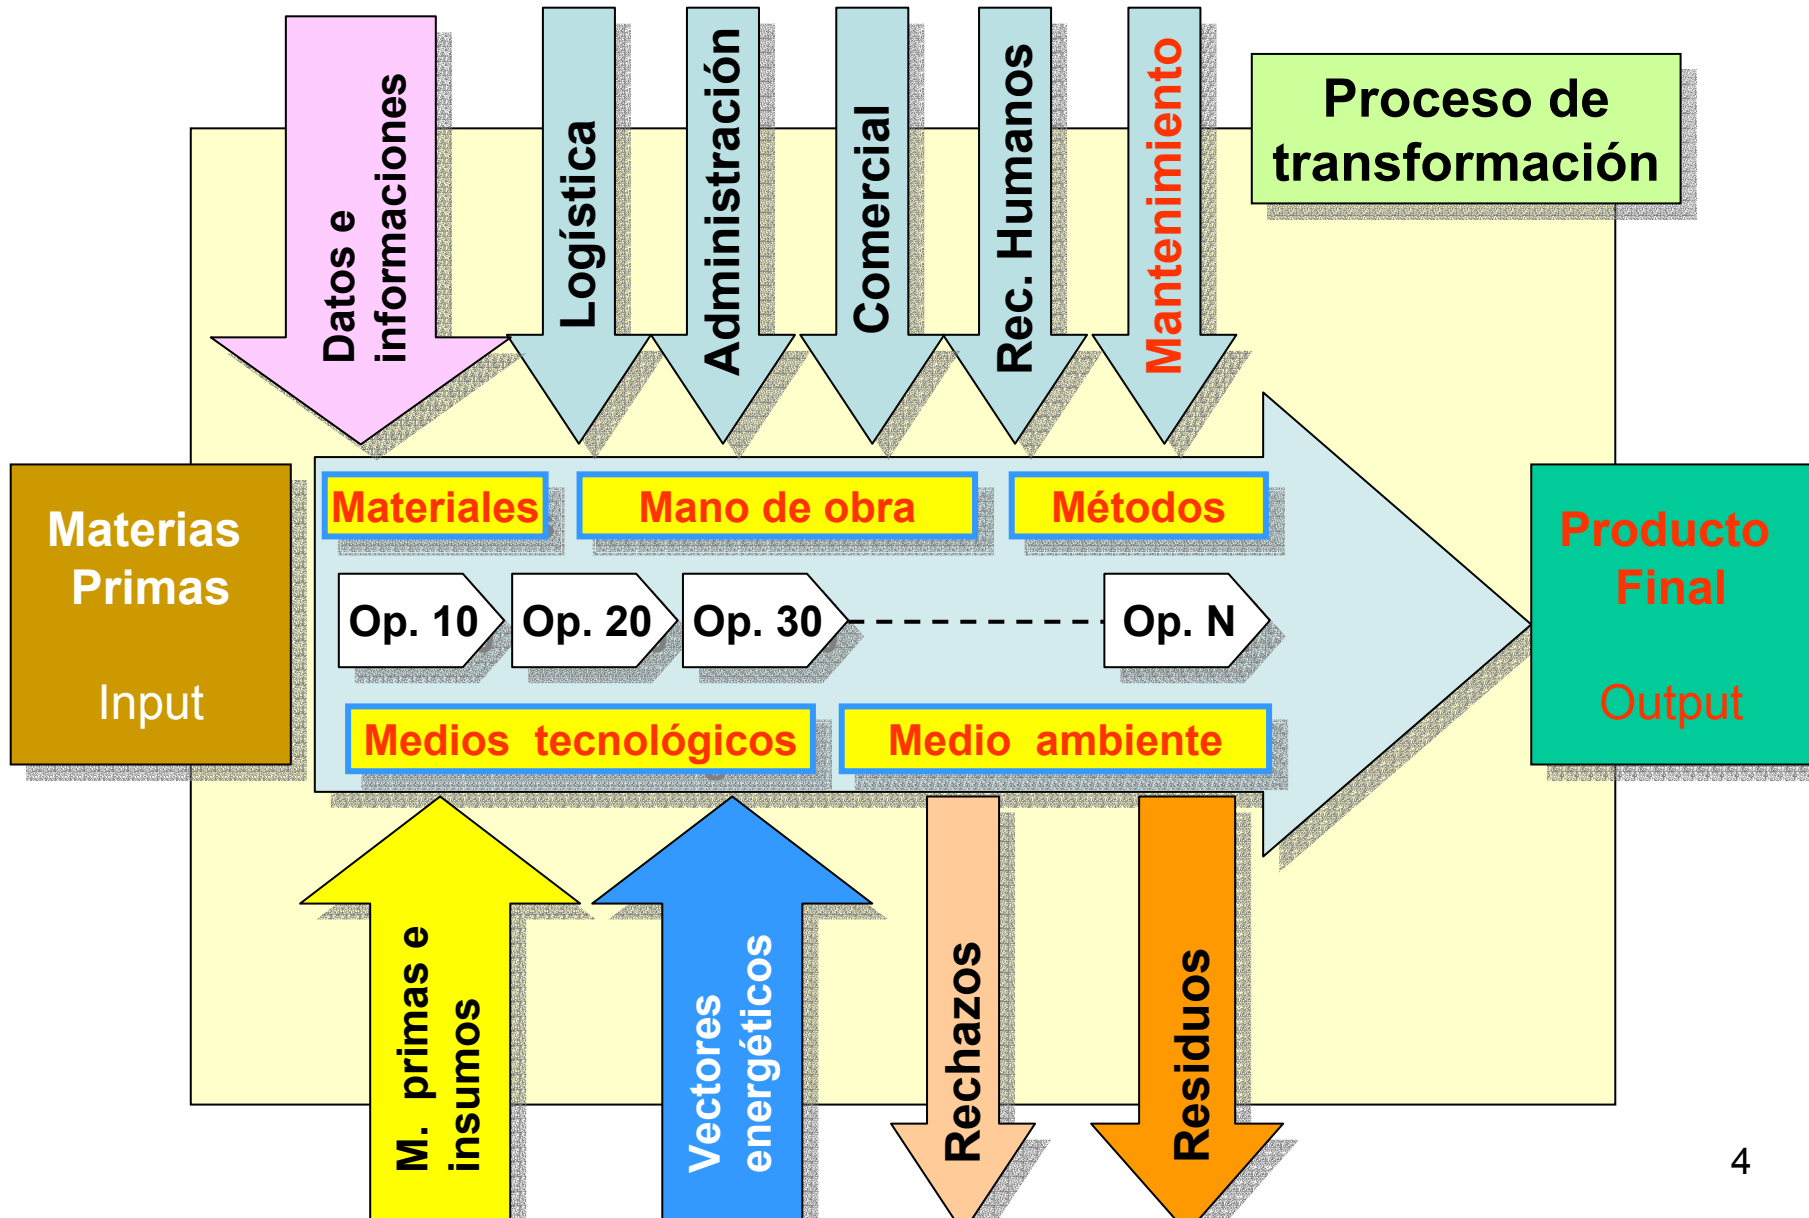 Proceso de
transformación
Datos e
informaciones
Logística
Administración
Comercial
Rec. Humanos
Mantenimiento
Materias
Primas
Input
Materiales
Mano de obra
Métodos
Op. 10
Op. 20
Op. 30
Op. N
Medios tecnológicos
Medio ambiente
Producto
Final
Output
M. primas e
insumos
Vectores
energéticos
Rechazos
Residuos
4